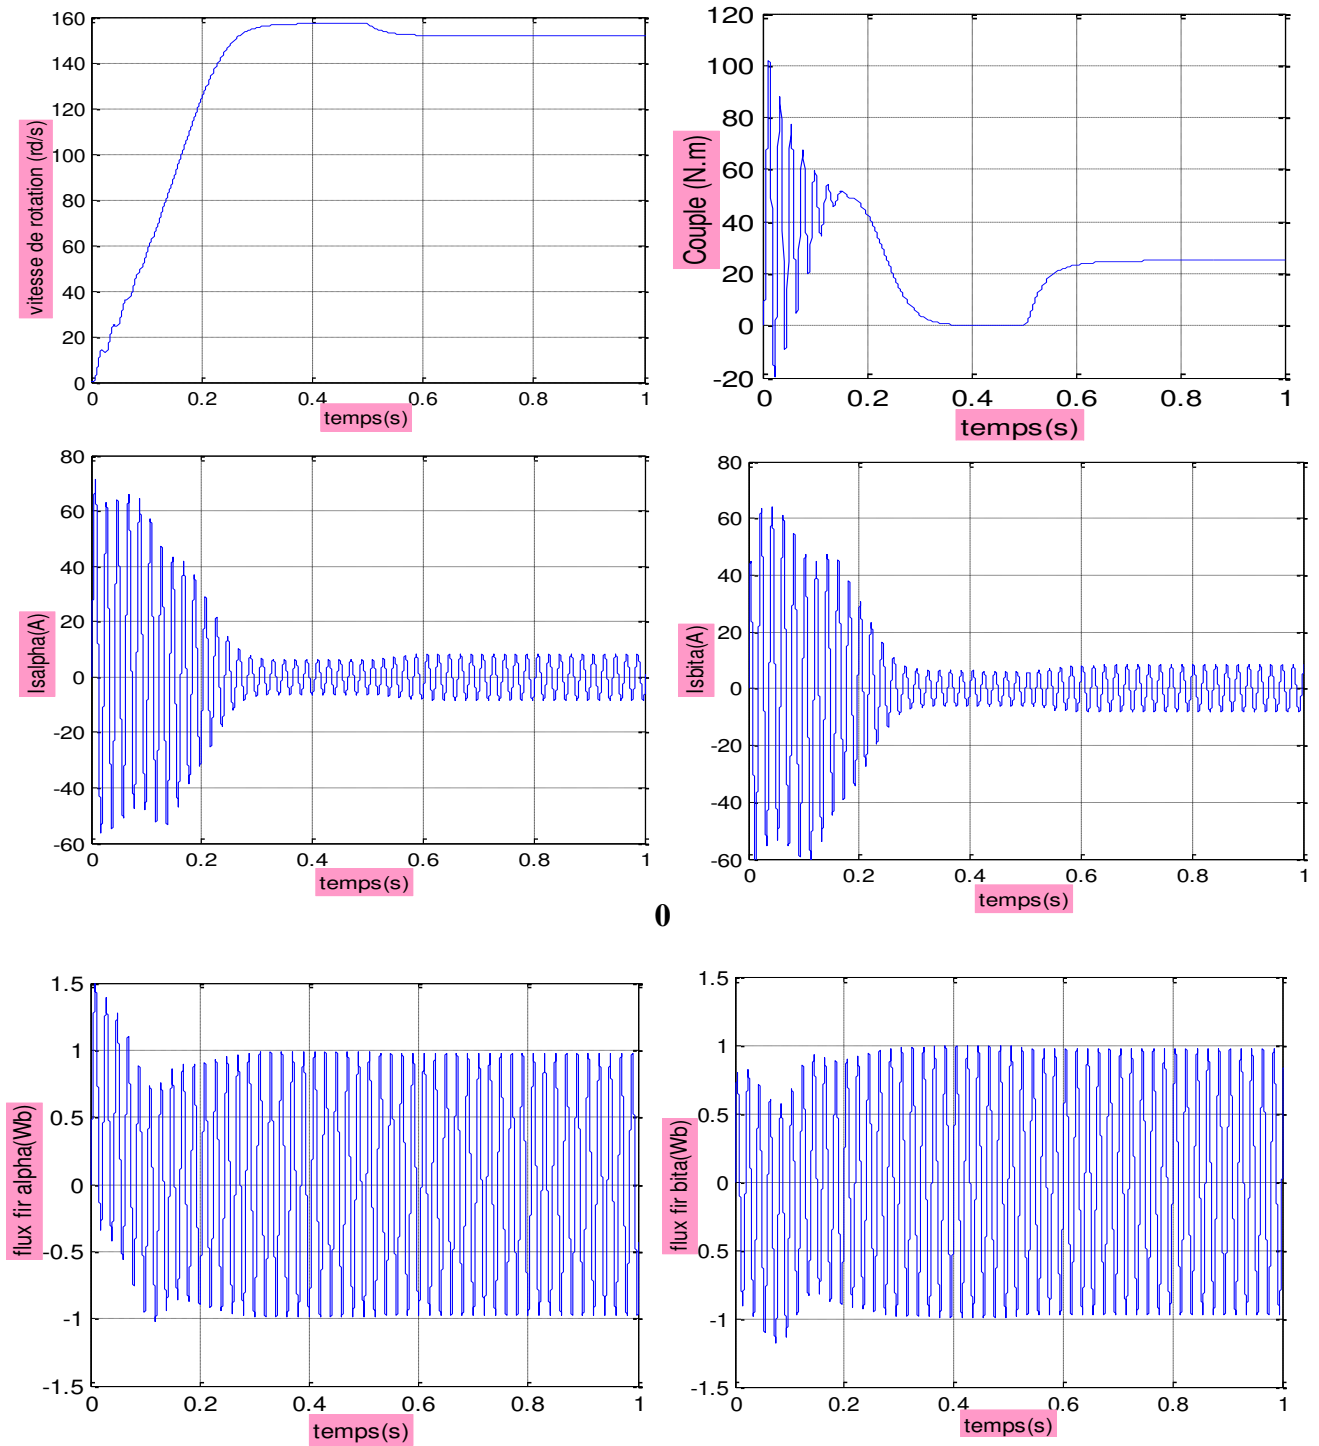 160
140
120
100
80
60
40
20
0
vitesse de rotation (rd/s)
0 0.2 0.4 0.6 0.8 1
temps(s)
120
100
80
60
40
20
0
-20
Couple (N.m)
0 0.2 0.4 0.6 0.8 1
temps(s)
80
60
40
20
0
-20
-40
-60
Isalpha(A)
0 0.2 0.4 0.6 0.8 1
temps(s)
80
60
40
20
0
-20
-40
-60
Isbita(A)
0 0.2 0.4 0.6 0.8 1
temps(s)
0
1.5
1
0.5
0
-0.5
-1
-1.5
flux fir alpha(Wb)
0 0.2 0.4 0.6 0.8 1
temps(s)
1.5
1
0.5
0
0.5
-1
-1.5
flux fir bita(Wb)
0 0.2 0.4 0.6 0.8 1
temps(s)